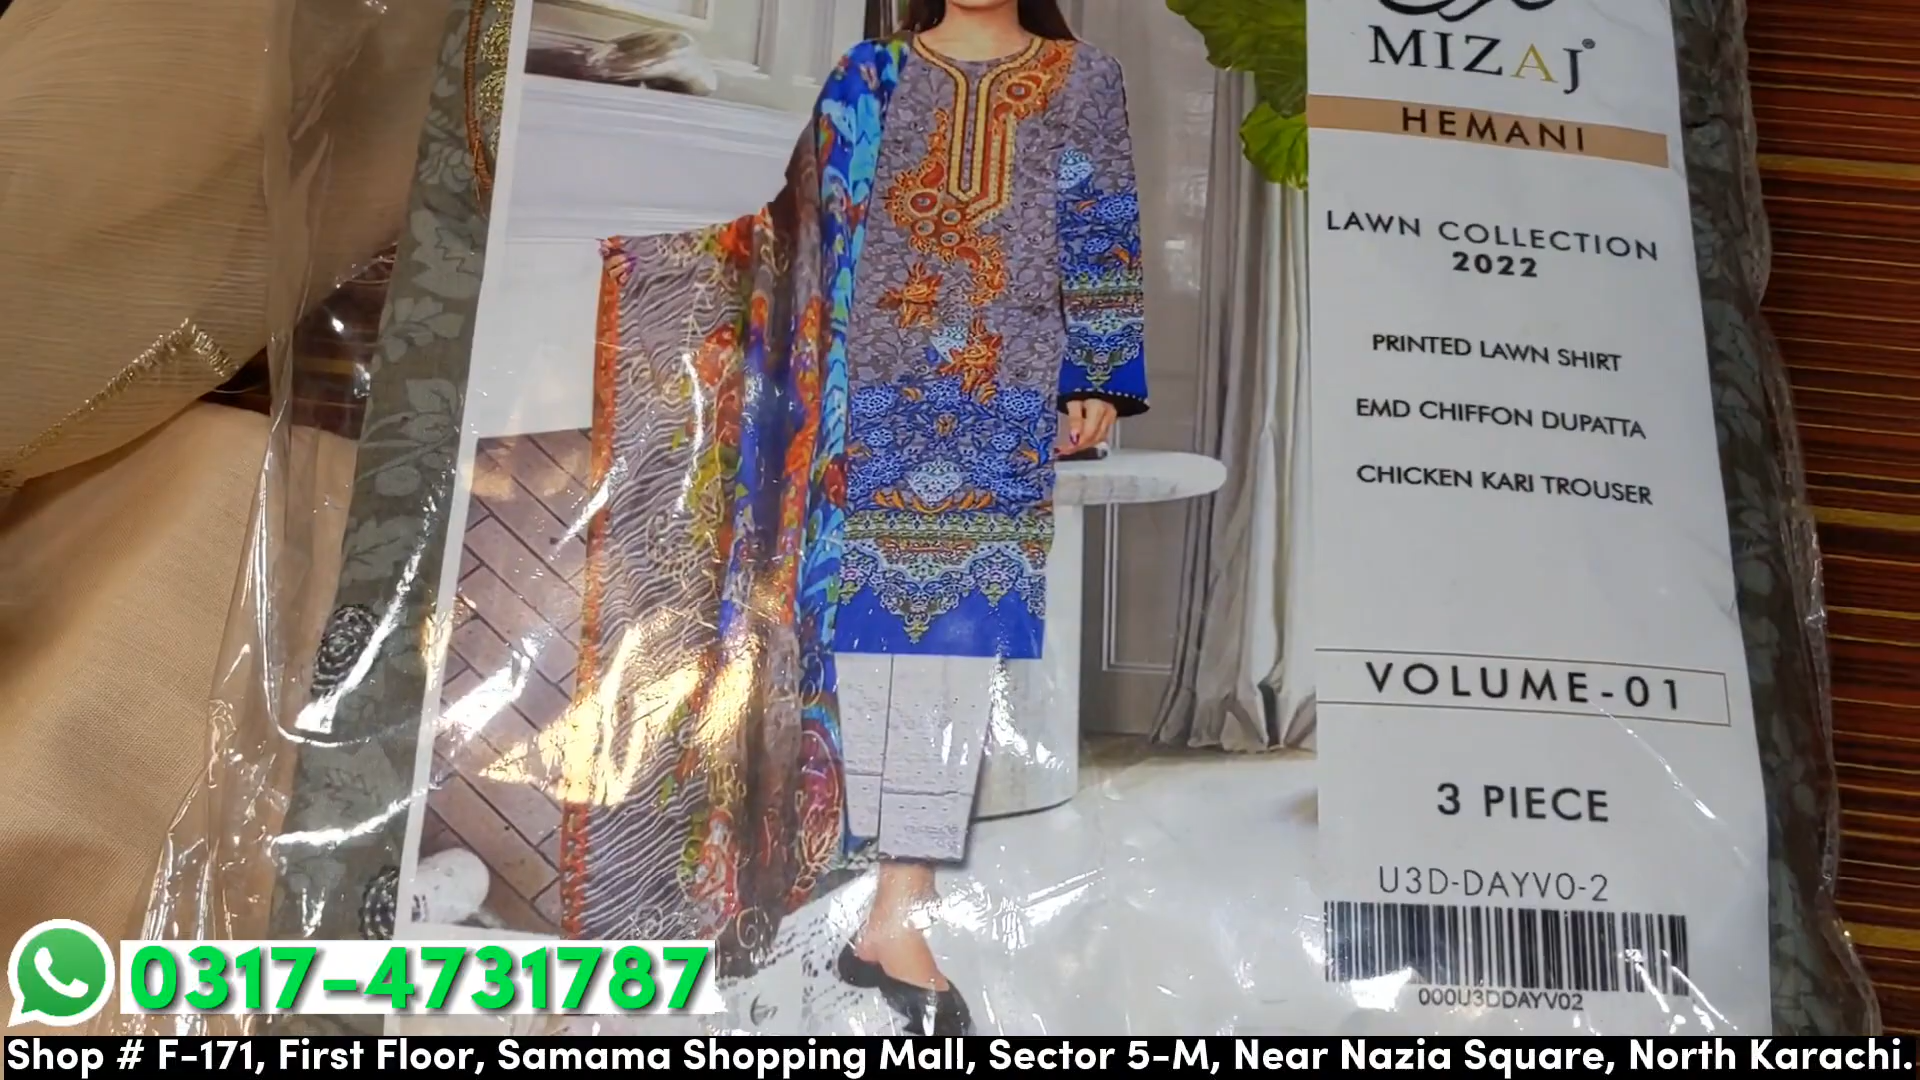 MIZAJ®
HEMANI
LAWN COLLECTION
2022
PRINTED LAWN SHIRT
EMD CHIFFON DUPATTA
CHICKEN KARI TROUSER
VOLUME-01
3 PIECE
U3D-DAYV0-2
000U3DDAYV02
0317-4731787
Shop # F-171, First Floor, Samama Shopping Mall, Sector 5-M, Near Nazia Square, North Karachi.